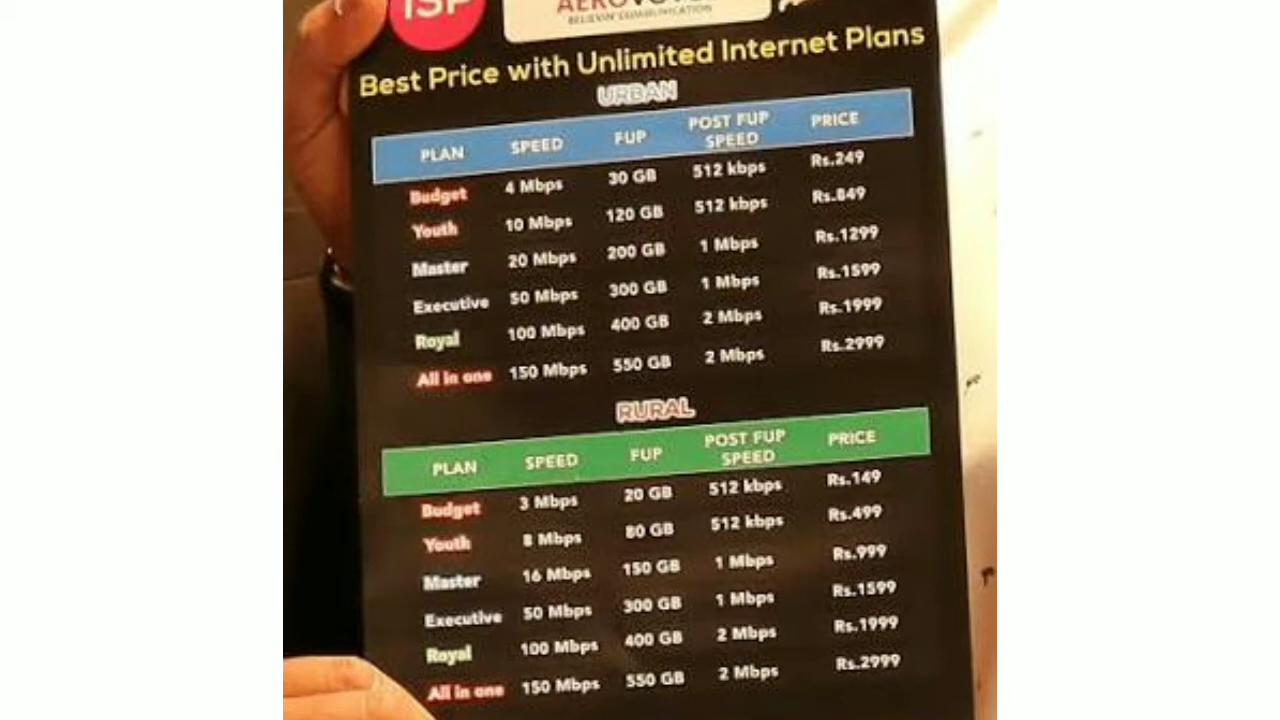 ISP
BELIEVIN' COMMUNICATION
Best Price with Unlimited Internet Plans
URBAN
PLAN SPEED FUP POST FUP SPEED PRICE
Budget 4 Mbps 30 GB 512 kbps Rs.249
Youth 10 Mbps 120 GB 512 kbps Rs.849
Master 20 Mbps 200 GB 1 Mbps Rs.1299
Executive 50 Mbps 300 GB 1 Mbps Rs.1599
Royal 100 Mbps 400 GB 2 Mbps Rs.1999
All in one 150 Mbps 550 GB 2 Mbps Rs.2999
RURAL
PLAN SPEED FUP POST FUP SPEED PRICE
Budget 3 Mbps 20 GB 512 kbps Rs.149
Youth 8 Mbps 80 GB 512 kbps Rs.499
Master 16 Mbps 150 GB 1 Mbps Rs.999
Executive 50 Mbps 300 GB 1 Mbps Rs.1599
Royal 100 Mbps 400 GB 2 Mbps Rs.1999
All in one 150 Mbps 550 GB 2 Mbps Rs.2999